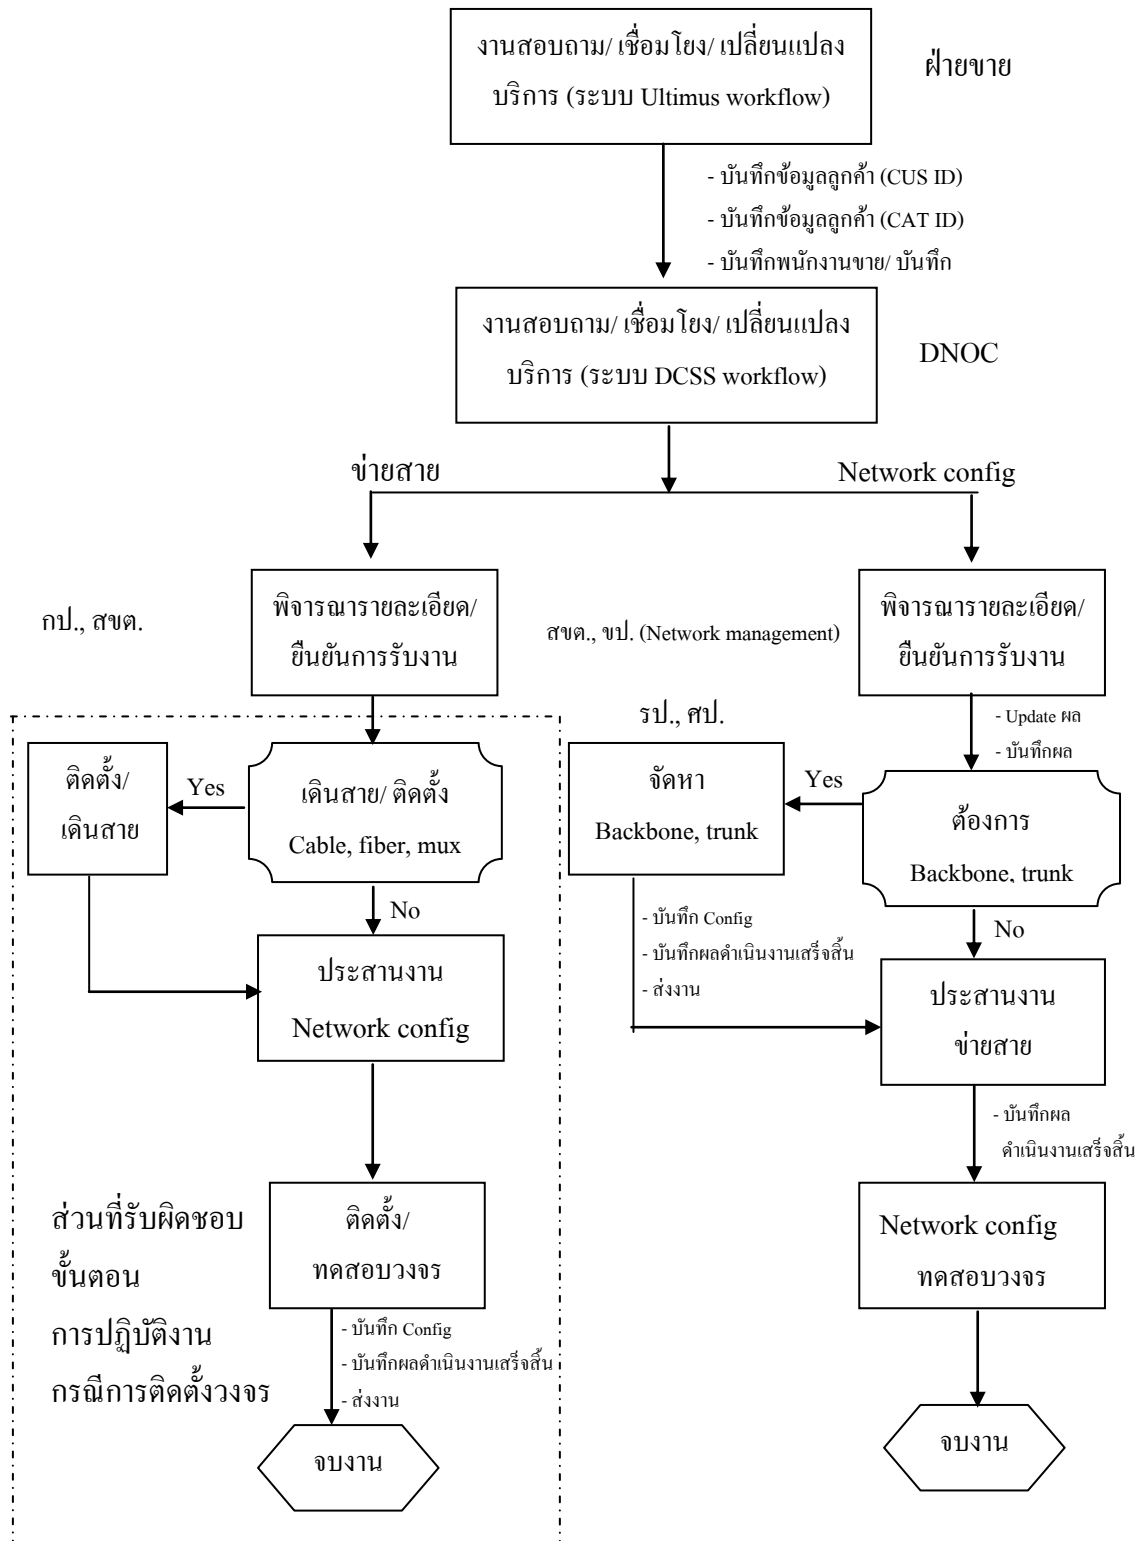 งานสอบถาม/ เชื่อมโยง/ เปลี่ยนแปลง
บริการ (ระบบ Ultimus workflow)
ฝ่ายขาย
- บันทึกข้อมูลลูกค้า (CUS ID)
- บันทึกข้อมูลลูกค้า (CAT ID)
- บันทึกพนักงานขาย/ บันทึก
งานสอบถาม/ เชื่อมโยง/ เปลี่ยนแปลง
บริการ (ระบบ DCSS workflow)
DNOC
ข่ายสาย
Network config
กป., สขต.
พิจารณารายละเอียด/
ยืนยันการรับงาน
สขต., ขป. (Network management)
พิจารณารายละเอียด/
ยืนยันการรับงาน
- Update ผล
- บันทึกผล
รป., ศป.
ติดตั้ง/
เดินสาย
Yes
เดินสาย/ ติดตั้ง
Cable, fiber, mux
จัดหา
Backbone, trunk
Yes
ต้องการ
Backbone, trunk
No
No
- บันทึก Config
- บันทึกผลดำเนินงานเสร็จสิ้น
- ส่งงาน
ประสานงาน
Network config
ประสานงาน
ข่ายสาย
- บันทึกผล
ดำเนินงานเสร็จสิ้น
ส่วนที่รับผิดชอบ
ขั้นตอน
การปฏิบัติงาน
กรณีการติดตั้งวงจร
ติดตั้ง/
ทดสอบวงจร
Network config
ทดสอบวงจร
- บันทึก Config
- บันทึกผลดำเนินงานเสร็จสิ้น
- ส่งงาน
จบงาน
จบงาน